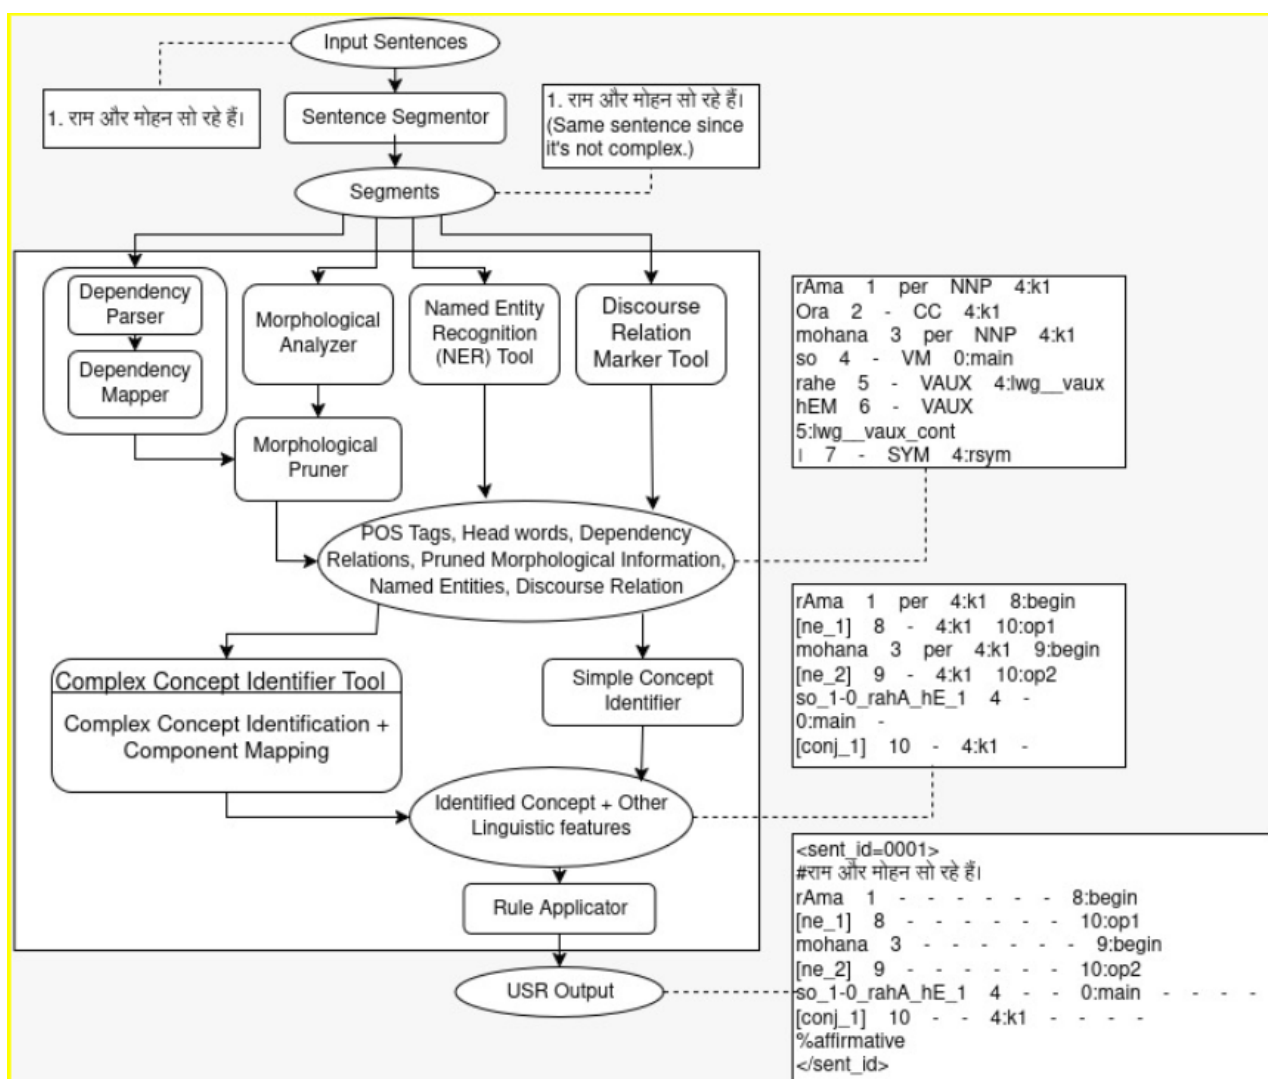 Input Sentences
1. राम और मोहन सो रहे हैं।
Sentence Segmentor
1. राम और मोहन सो रहे हैं।
(Same sentence since
it's not complex.)
Segments
Dependency
Parser
Dependency
Mapper
Morphological
Analyzer
Named Entity
Recognition
(NER) Tool
Discourse
Relation
Marker Tool
Morphological
Pruner
rAma 1 per NNP 4:k1
Ora 2 - CC 4:k1
mohana 3 per NNP 4:k1
so 4 - VM 0:main
rahe 5 - VAUX 4:lwg__vaux
hEM 6 - VAUX
5:lwg__vaux_cont
। 7 - SYM 4:rsym
POS Tags, Head words, Dependency
Relations, Pruned Morphological Information,
Named Entities, Discourse Relation
Complex Concept Identifier Tool
Complex Concept Identification +
Component Mapping
Simple Concept
Identifier
rAma 1 per 4:k1 8:begin
[ne_1] 8 - 4:k1 10:op1
mohana 3 per 4:k1 9:begin
[ne_2] 9 - 4:k1 10:op2
so_1-0_rahA_hE_1 4 -
0:main -
[conj_1] 10 - 4:k1 -
Identified Concept + Other
Linguistic features
Rule Applicator
USR Output
<sent_id=0001>
#राम और मोहन सो रहे हैं।
rAma 1 - - - - - - 8:begin
[ne_1] 8 - - - - - - 10:op1
mohana 3 - - - - - - 9:begin
[ne_2] 9 - - - - - - 10:op2
so_1-0_rahA_hE_1 4 - - 0:main - - - -
[conj_1] 10 - - 4:k1 - - - -
%affirmative
</sent_id>